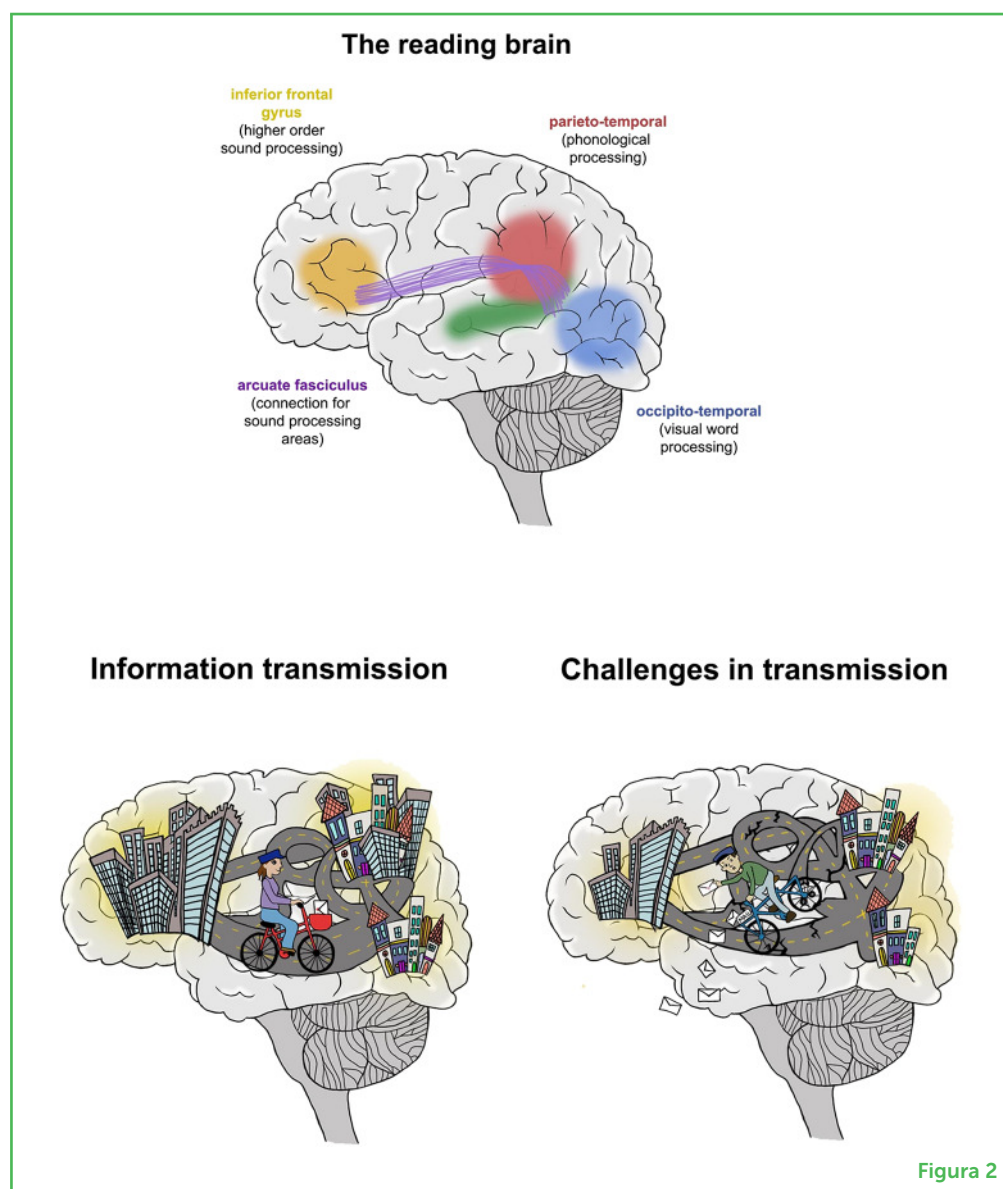 The reading brain
inferior frontal
gyrus
(higher order
sound processing)
parieto-temporal
(phonological
processing)
arcuate fasciculus
(connection for
sound processing
areas)
occipito-temporal
(visual word
processing)
Information transmission
Challenges in transmission
Figura 2